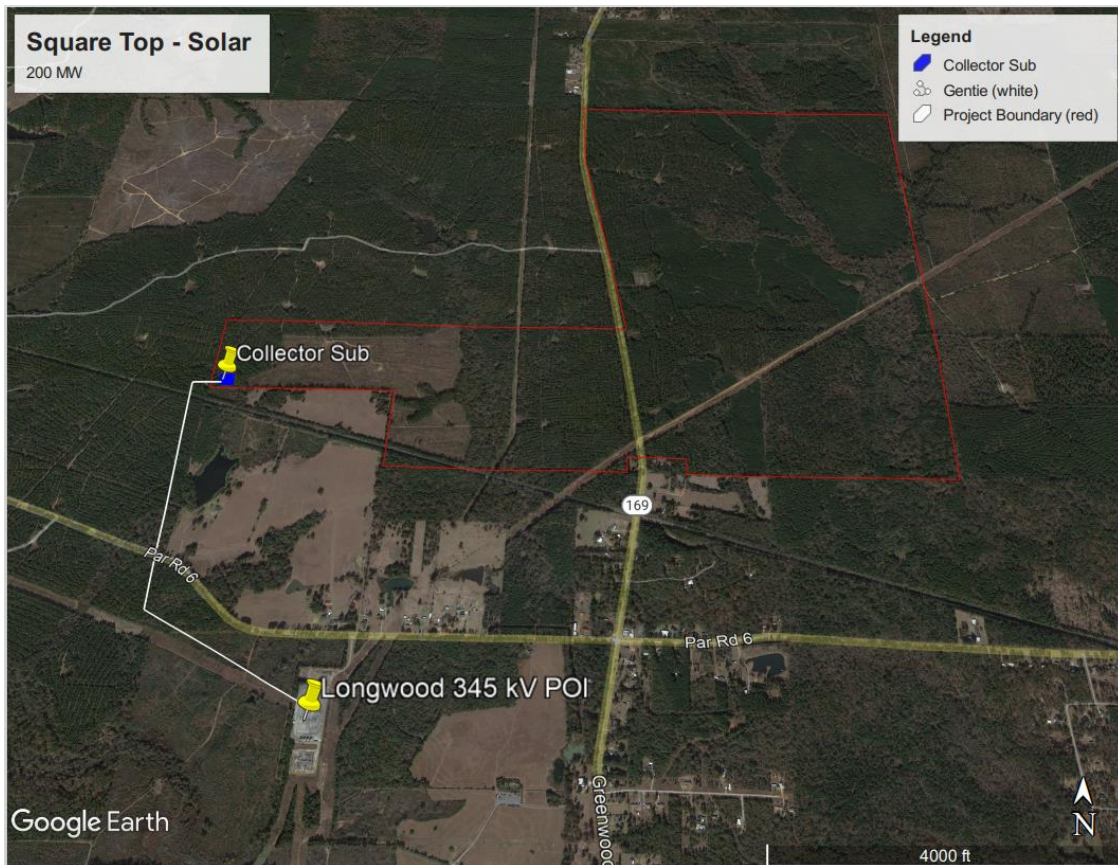 Square Top - Solar
200 MW
Legend
Collector Sub
Gentie (white)
Project Boundary (red)
Collector Sub
169
Par Rd 6
Par Rd 6
Longwood 345 kV POI
Greenwood
Google Earth
N
4000 ft